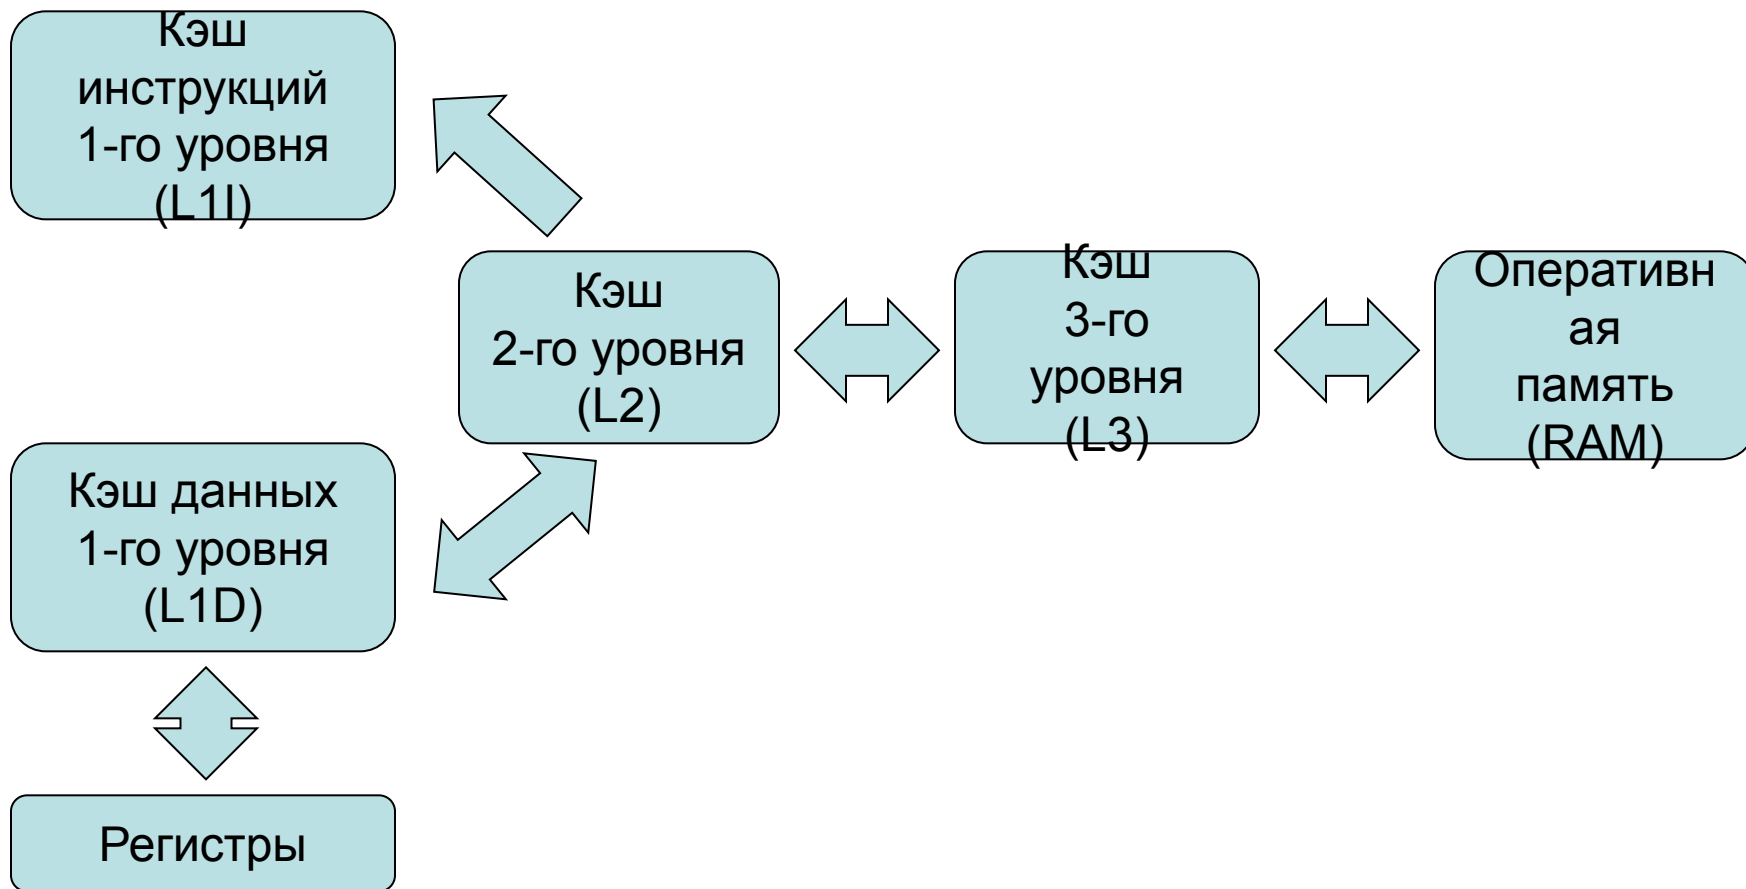 Кэш
инструкций
1-го уровня
(L1I)
Кэш
2-го уровня
(L2)
Кэш
3-го
уровня
(L3)
Оперативн
ая
память
(RAM)
Кэш данных
1-го уровня
(L1D)
Регистры